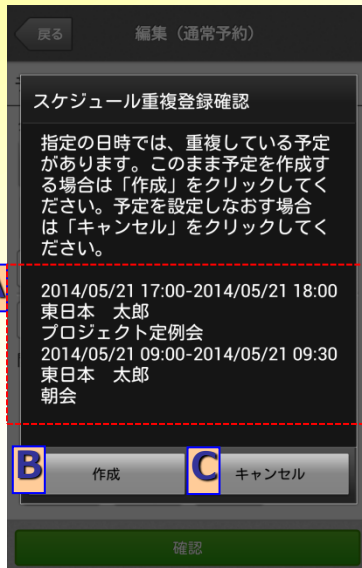 戻る 編集（通常予約）
スケジュール重複登録確認
指定の日時では、重複している予定
があります。このまま予定を作成す
る場合は「作成」をクリックしてく
ださい。予定を設定しなおす場合
は「キャンセル」をクリックしてく
ださい。
2014/05/21 17:00-2014/05/21 18:00
東日本　太郎
プロジェクト定例会
2014/05/21 09:00-2014/05/21 09:30
東日本　太郎
朝会
B 作成 C キャンセル
確認